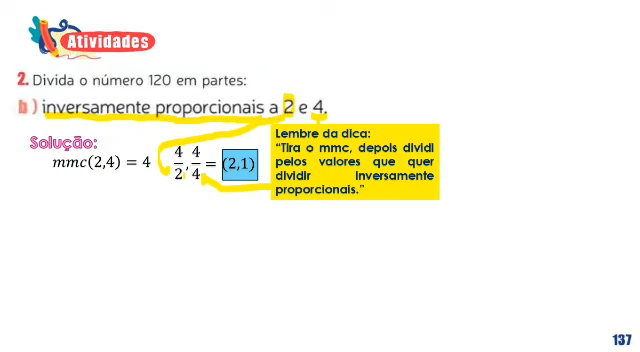 Atividades
2. Divida o número 120 em partes:
b) inversamente proporcionais a 2 e 4.
Solução:
mmc(2,4) = 4
4/2, 4/4 = (2,1)
Lembre da dica:
"Tira o mmc, depois dividi
pelos valores que quer
dividir inversamente
proporcionais."
137